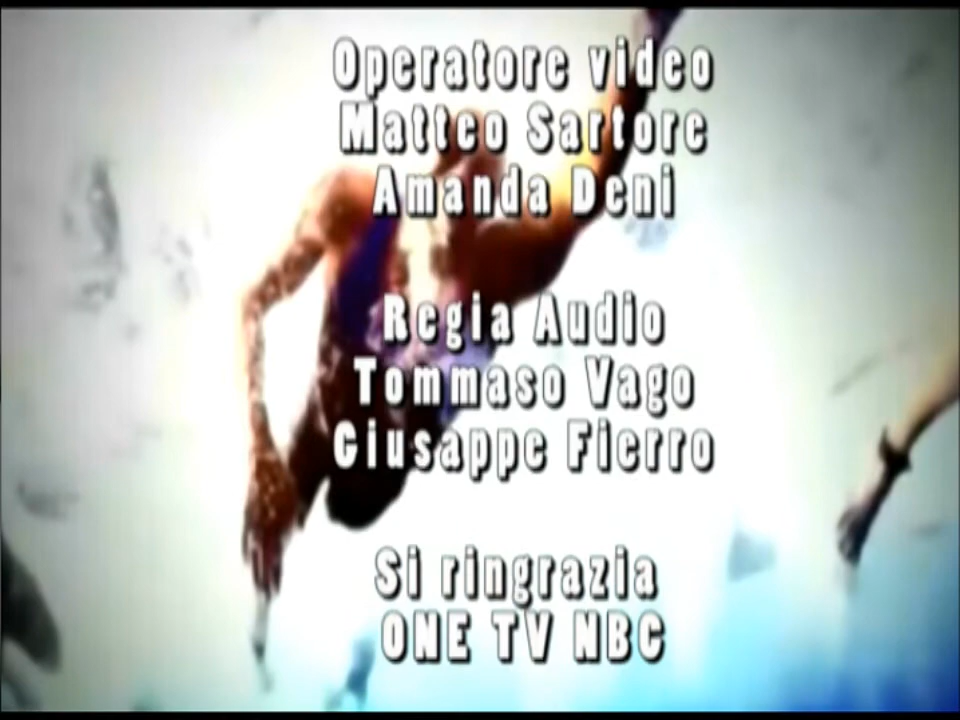 Operatore video
Matteo Sartore
Amanda Deni
Regia Audio
Tommaso Vago
Giusappe Fierro
Si ringrazia
ONE TV NBC